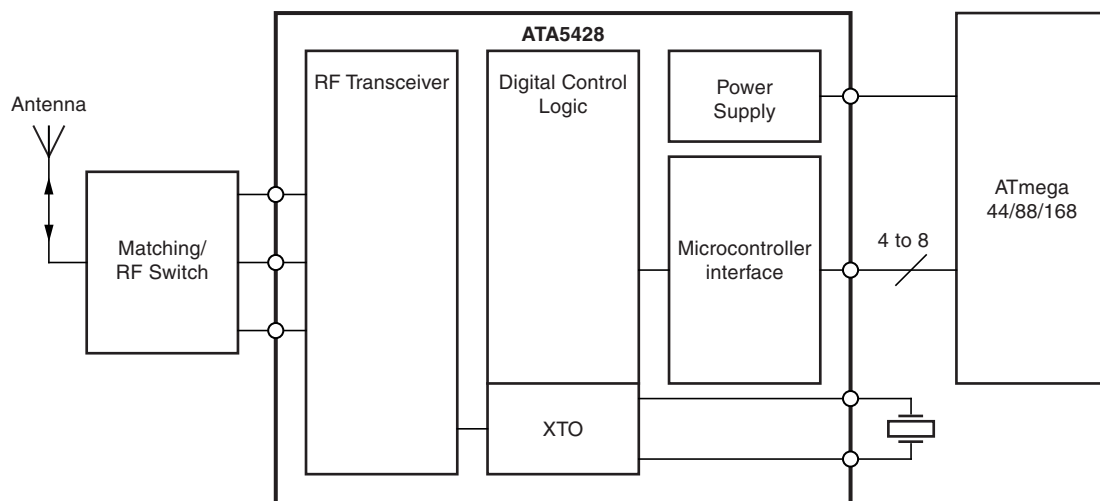 ATA5428
RF Transceiver
Digital Control
Logic
Power
Supply
Antenna
ATmega
44/88/168
Matching/
RF Switch
Microcontroller
interface
4 to 8
XTO